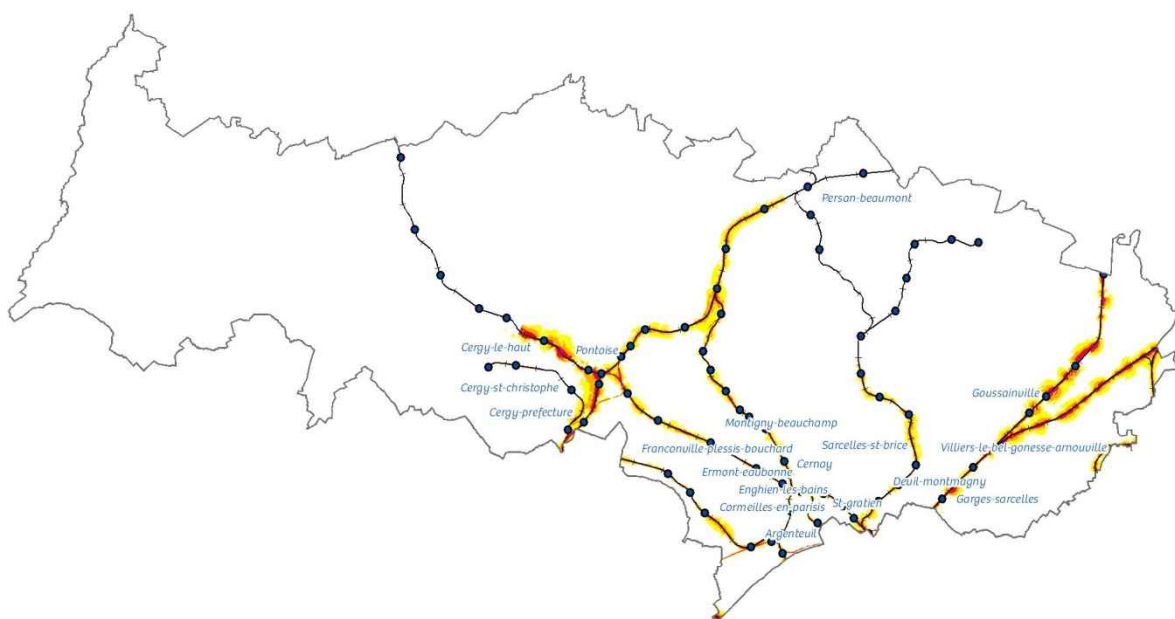 Persan-beaumont
Cergy-le-haut
Pontoise
Cergy-st-christophe
Goussainville
Cergy-prefecture
Montigny-beauchamp
Franconville-plessis-bouchard
Sarcelles-st-brice
Villiers-le-bel-gonesse-arnouville
Cernay
Ermont-eaubonne
Deuil-montmagny
Enghien-les-bains
Garges-sarcelles
St-gratien
Cormeilles-en-parisis
Argenteuil